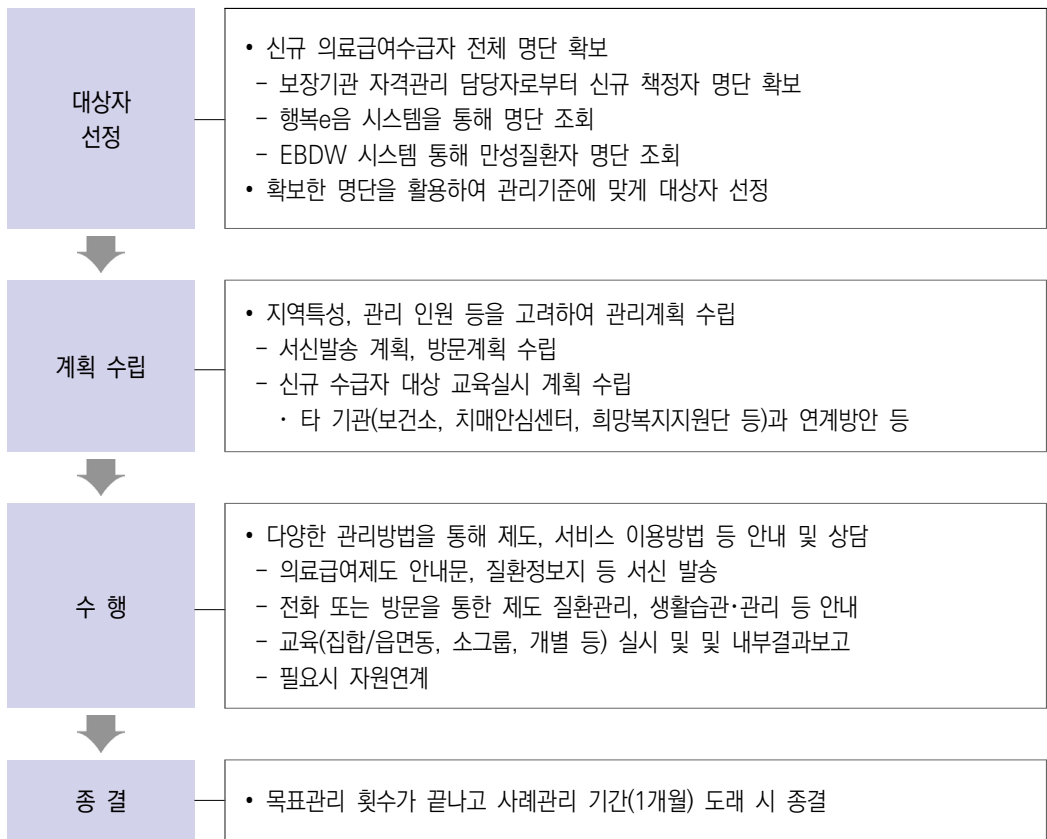 대상자
선정
• 신규 의료급여수급자 전체 명단 확보
– 보장기관 자격관리 담당자로부터 신규 책정자 명단 확보
– 행복e음 시스템을 통해 명단 조회
– EBDW 시스템 통해 만성질환자 명단 조회
• 확보한 명단을 활용하여 관리기준에 맞게 대상자 선정
계획 수립
• 지역특성, 관리 인원 등을 고려하여 관리계획 수립
– 서신발송 계획, 방문계획 수립
– 신규 수급자 대상 교육실시 계획 수립
· 타 기관(보건소, 치매안심센터, 희망복지지원단 등)과 연계방안 등
수 행
• 다양한 관리방법을 통해 제도, 서비스 이용방법 등 안내 및 상담
– 의료급여제도 안내문, 질환정보지 등 서신 발송
– 전화 또는 방문을 통한 제도 질환관리, 생활습관·관리 등 안내
– 교육(집합/읍면동, 소그룹, 개별 등) 실시 및 및 내부결과보고
– 필요시 자원연계
종 결
• 목표관리 횟수가 끝나고 사례관리 기간(1개월) 도래 시 종결